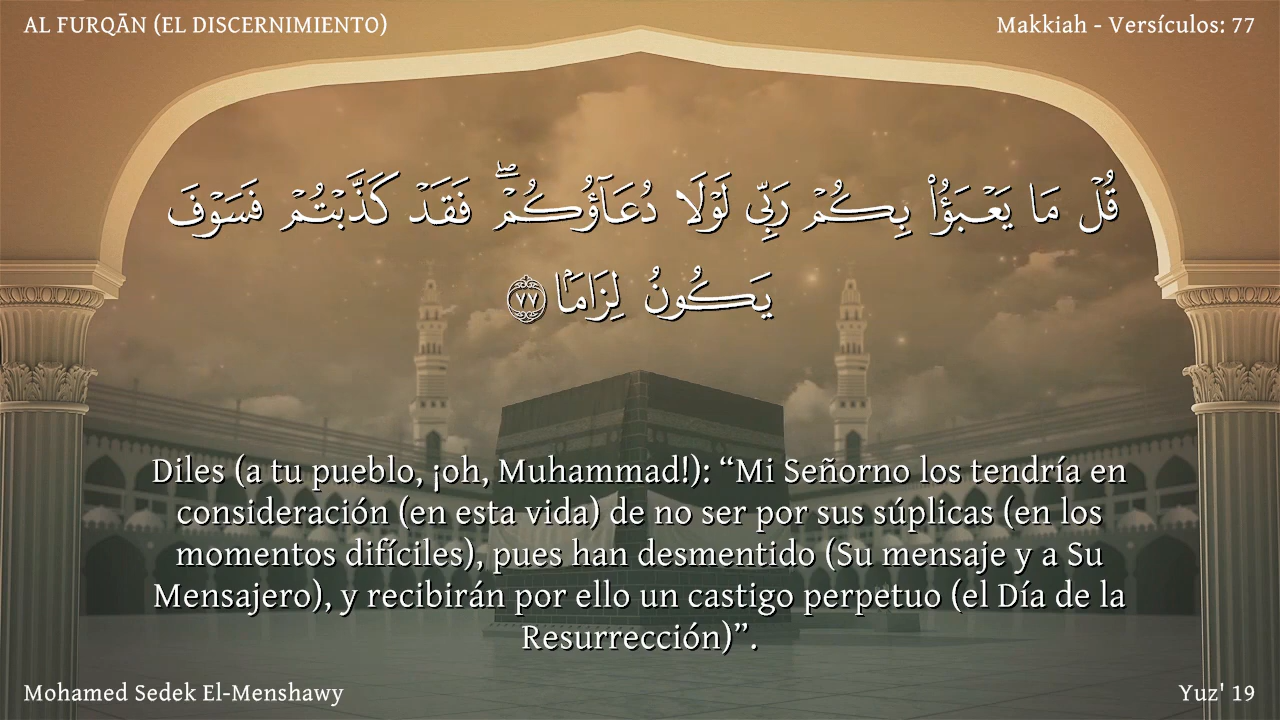 AL FURQĀN (EL DISCERNIMIENTO)
Makkiah - Versículos: 77
قُلْ مَا يَعْبَؤُاْ بِكُمْ رَبِّي لَوْلَا دُعَآؤُكُمْۖ فَقَدْ كَذَّبْتُمْ فَسَوْفَ
يَكُونُ لِزَامَۢا ٧٧
Diles (a tu pueblo, ¡oh, Muhammad!): “Mi Señorno los tendría en
consideración (en esta vida) de no ser por sus súplicas (en los
momentos difíciles), pues han desmentido (Su mensaje y a Su
Mensajero), y recibirán por ello un castigo perpetuo (el Día de la
Resurrección)”.
Mohamed Sedek El-Menshawy
Yuz' 19